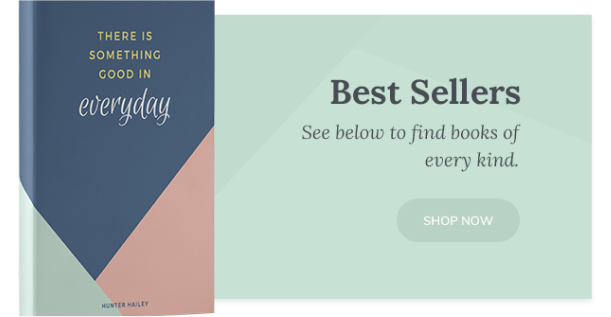 THERE IS
SOMETHING
GOOD IN
everyday
HUNTER HAILEY
Best Sellers
See below to find books of
every kind.
SHOP NOW